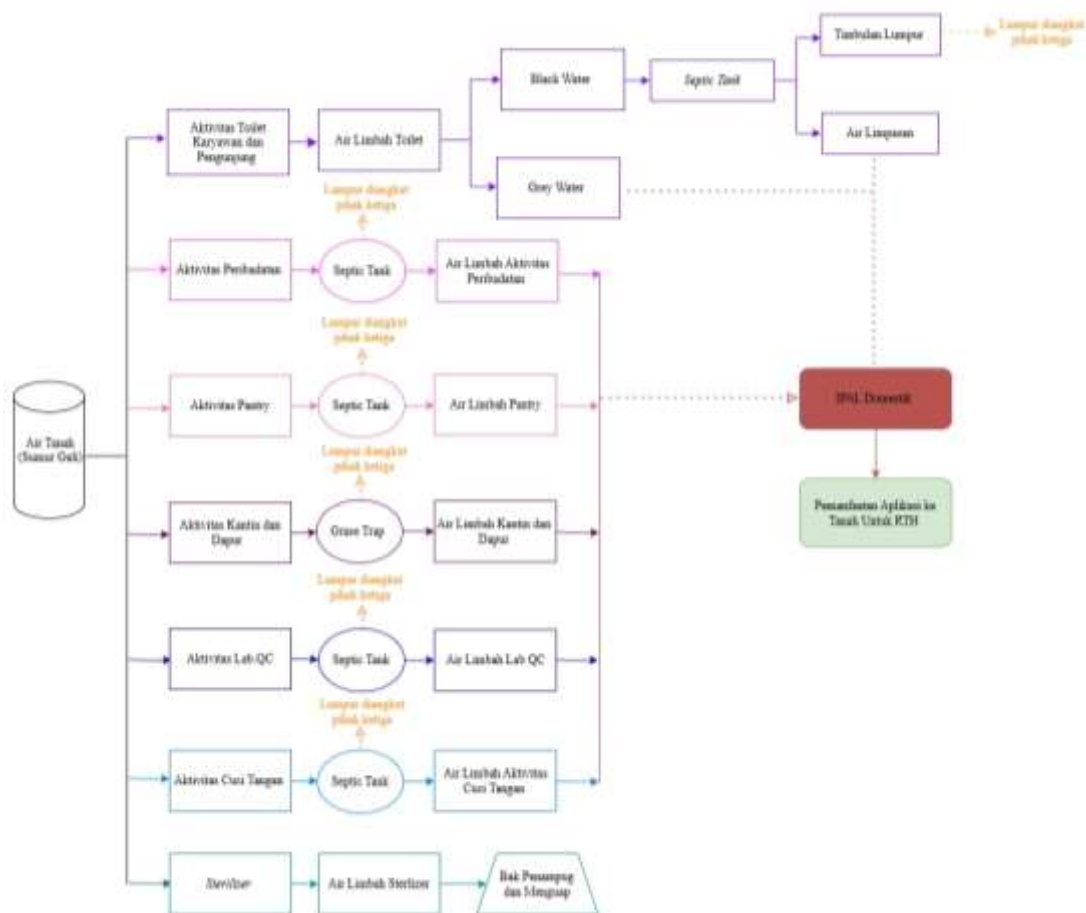 Lumpur diangkut
pihak ketiga
Timbulan Lumpur
Black Water
Septic Tank
Aktivitas Toilet
Karyawan dan
Pengunjung
Air Limbah Toilet
Air Limpasan
Grey Water
Lumpur diangkut
pihak ketiga
Aktivitas Peribadatan
Septic Tank
Air Limbah Aktivitas
Peribadatan
Lumpur diangkut
pihak ketiga
Aktivitas Pantry
Septic Tank
Air Limbah Pantry
IPAL Domestik
Air Tanah
(Sumur Gali)
Lumpur diangkut
pihak ketiga
Aktivitas Kantin dan
Dapur
Grase Trap
Air Limbah Kantin dan
Dapur
Pemanfaatan Aplikasi ke
Tanah Untuk RTH
Lumpur diangkut
pihak ketiga
Aktivitas Lab QC
Septic Tank
Air Limbah Lab QC
Lumpur diangkut
pihak ketiga
Aktivitas Cuci Tangan
Septic Tank
Air Limbah Aktivitas
Cuci Tangan
Sterilizer
Air Limbah Sterlizer
Bak Penampug
dan Menguap